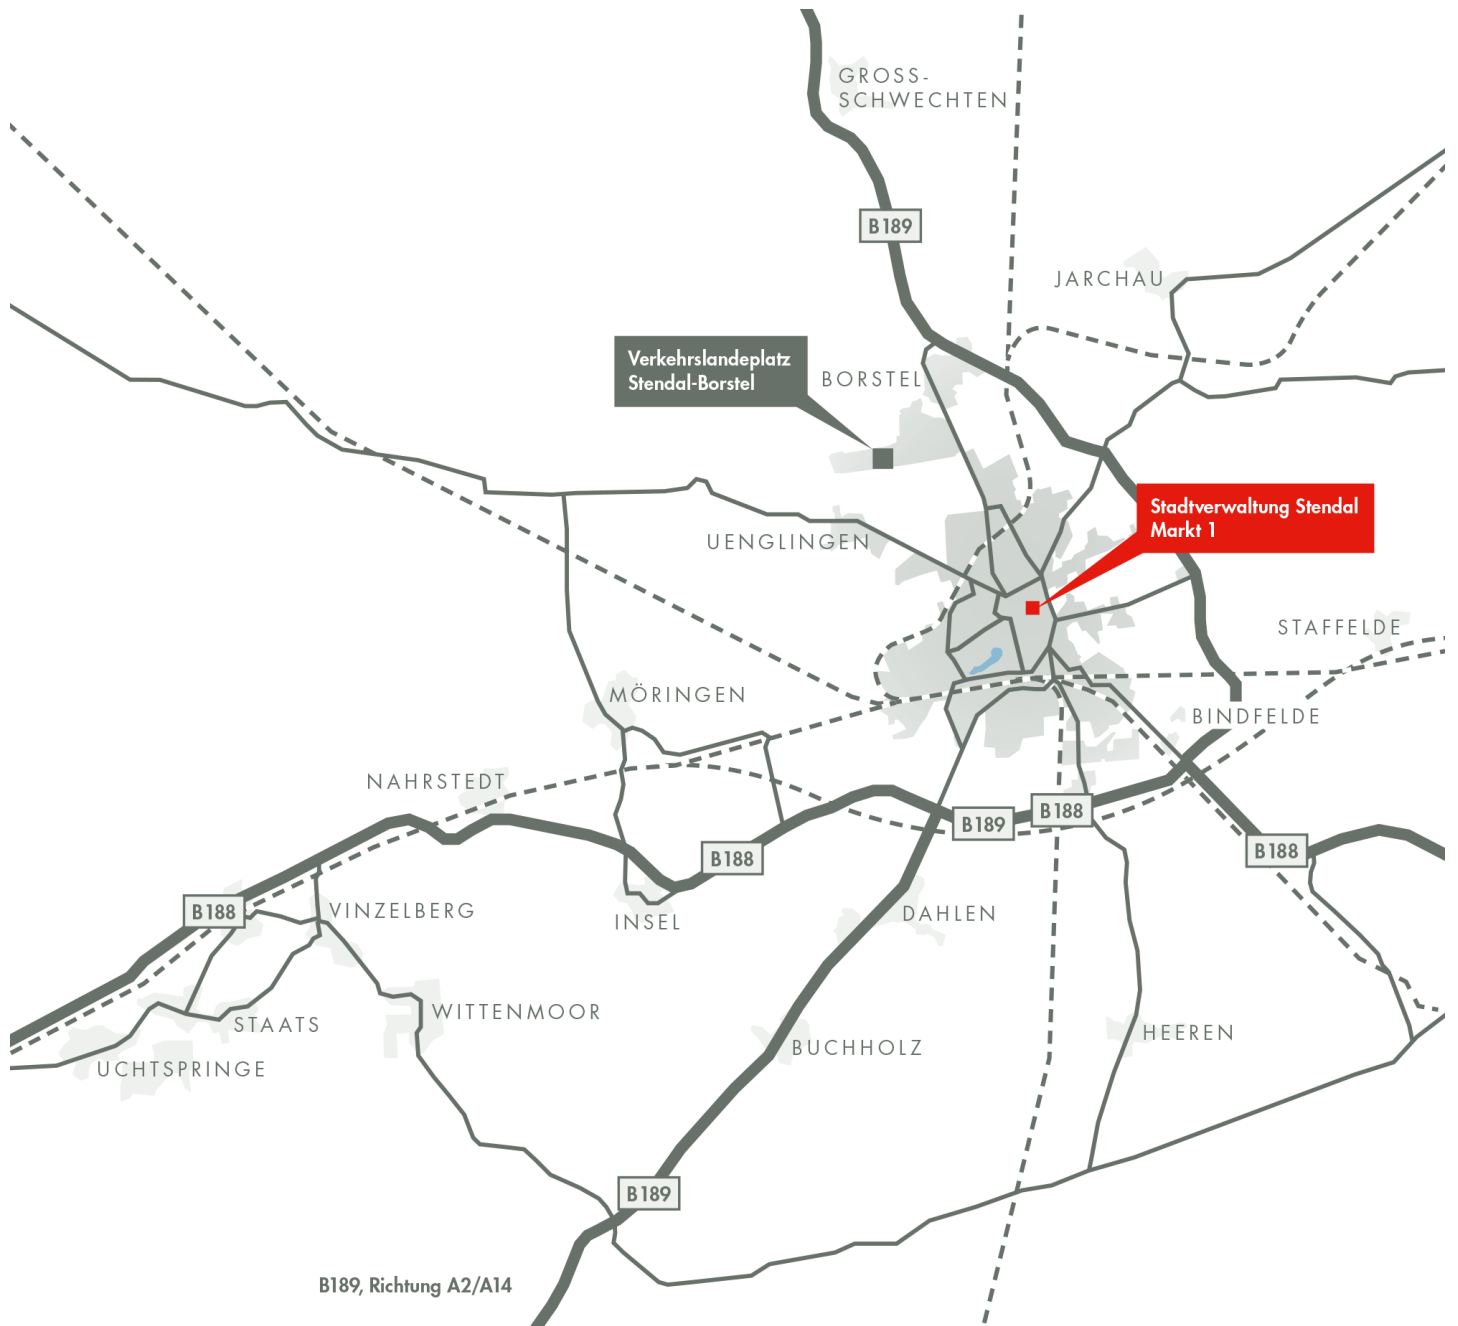 GROSS-
SCHWECHTEN
B189
JARCHAU
Verkehrslandeplatz
Stendal-Borstel
BORSTEL
Stadtverwaltung Stendal
Markt 1
UENGLINGEN
STAFFELDE
MÖRINGEN
BINDFELDE
NAHRSTEDT
B188
B189
B188
B188
B188
VINZELBERG
INSEL
DAHLEN
WITTENMOOR
STAATS
HEEREN
BUCHHOLZ
UCHTSPRINGE
B189
B189, Richtung A2/A14